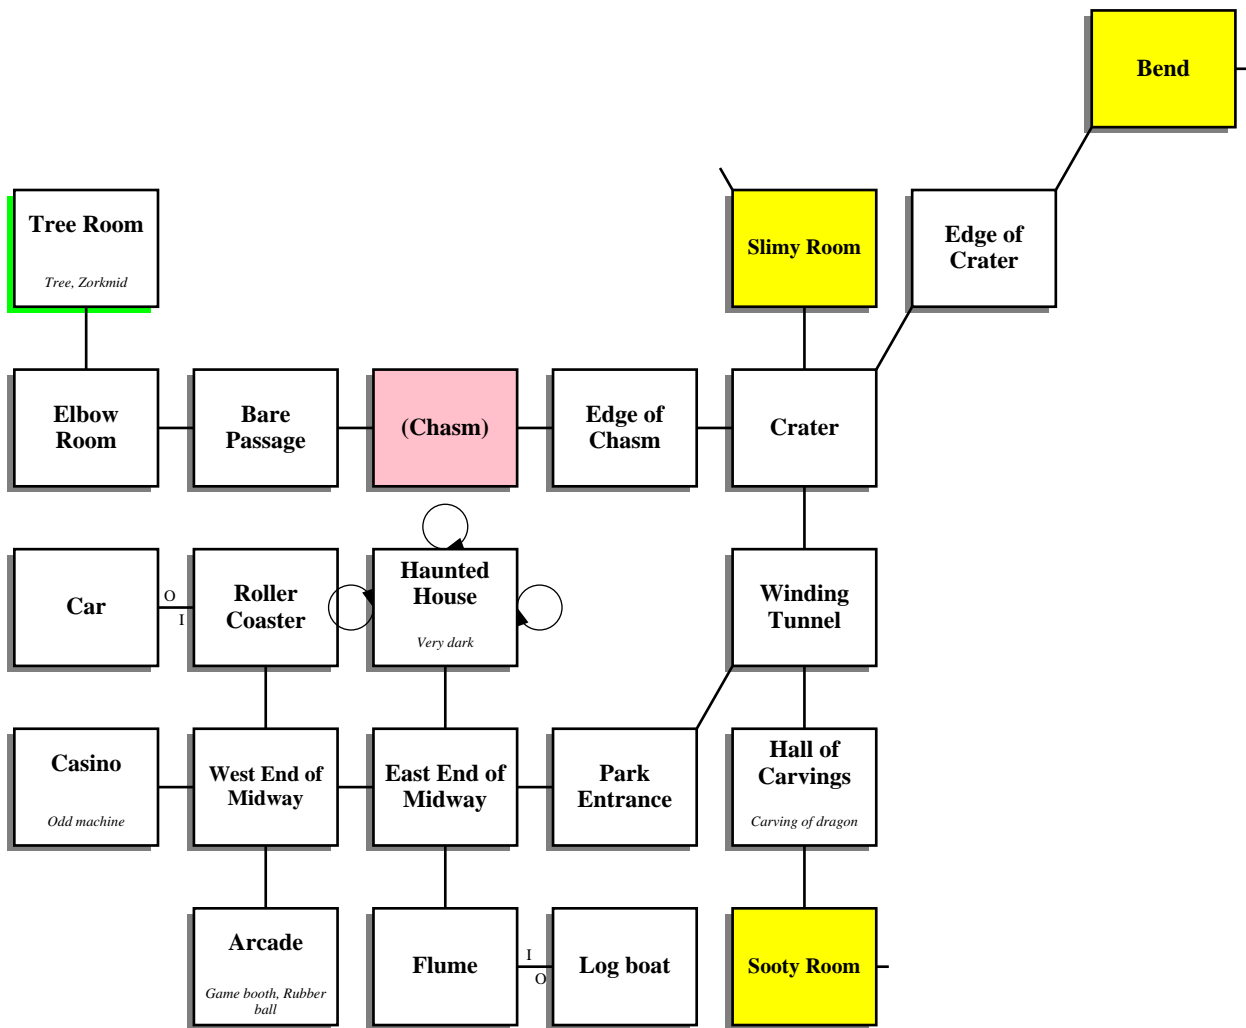 Bend
Tree Room
Tree, Zorkmid
Slimy Room
Edge of
Crater
Elbow
Room
Bare
Passage
(Chasm)
Edge of
Chasm
Crater
Car
O
I
Roller
Coaster
Haunted
House
Very dark
Winding
Tunnel
Casino
Odd machine
West End of
Midway
East End of
Midway
Park
Entrance
Hall of
Carvings
Carving of dragon
Arcade
Game booth, Rubber
ball
Flume
I
O
Log boat
Sooty Room